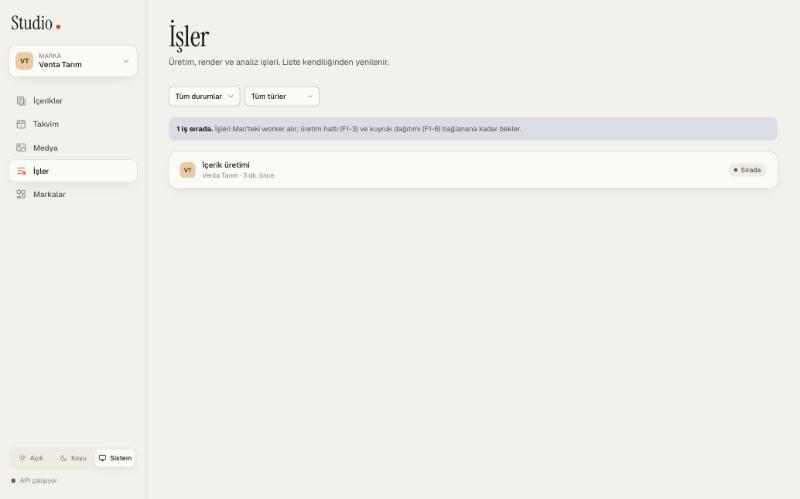 Studio
VT
MARKA
Venta Tarım
İçerikler
Takvim
Medya
İşler
Markalar
Açık
Koyu
Sistem
API çalışıyor
İşler
Üretim, render ve analiz işleri. Liste kendiliğinden yenilenir.
Tüm durumlar
Tüm türler
1 iş sırada. İşleri Mac'teki worker alır; üretim hattı (F1-3) ve kuyruk dağıtımı (F1-6) bağlanana kadar bekler.
VT
İçerik üretimi
Venta Tarım · 3 dk. önce
Sırada